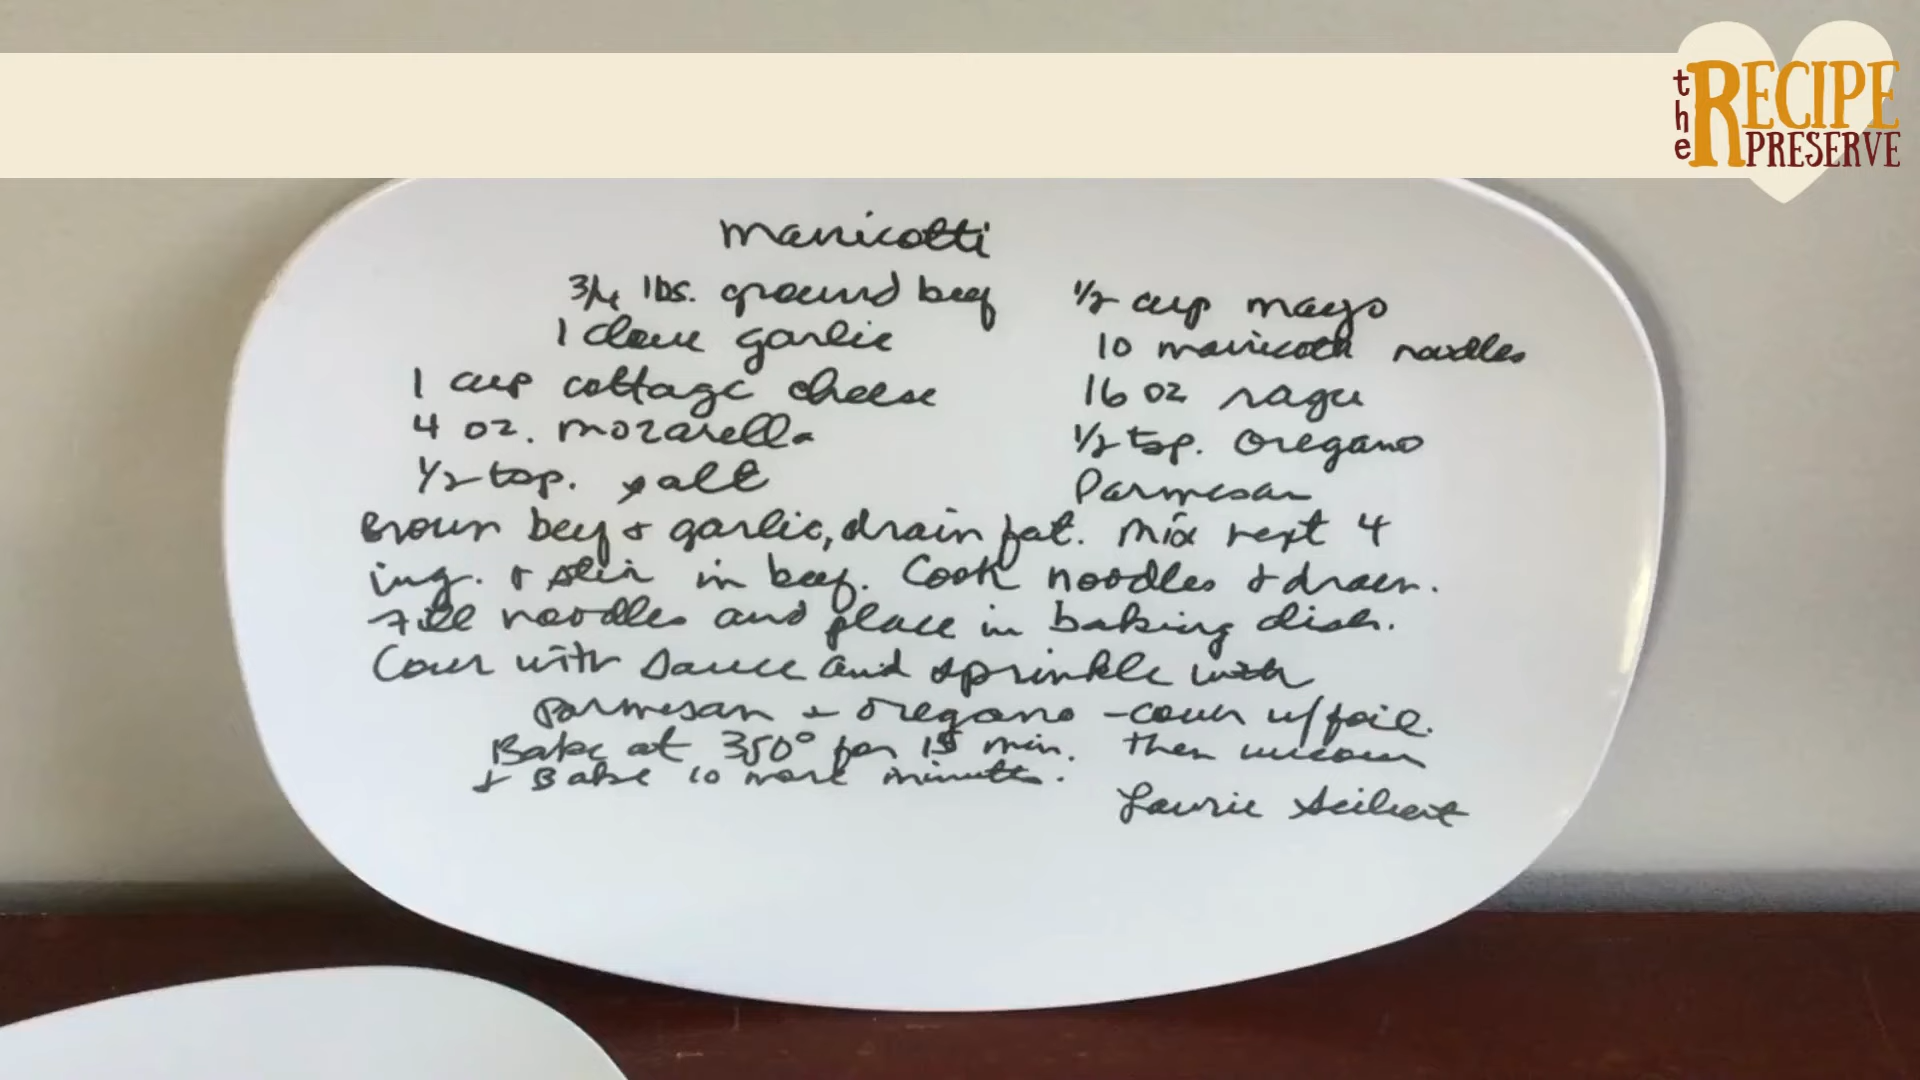 the RECIPE PRESERVE
manicotti
3/4 lbs. ground beef
1 clove garlic
1 cup cottage cheese
4 oz. mozarella
1/2 tsp. salt
1/2 cup mayo
10 manicotti noodles
16 oz ragu
1/2 tsp. oregano
Parmesan
Brown beef & garlic, drain fat. Mix next 4
ing. & stir in beef. Cook noodles & drain.
Fill noodles and place in baking dish.
Cover with sauce and sprinkle with
parmesan & oregano - cover w/foil.
Bake at 350° for 15 min. Then uncover
& Bake 10 more minutes.
Laurie Seibert